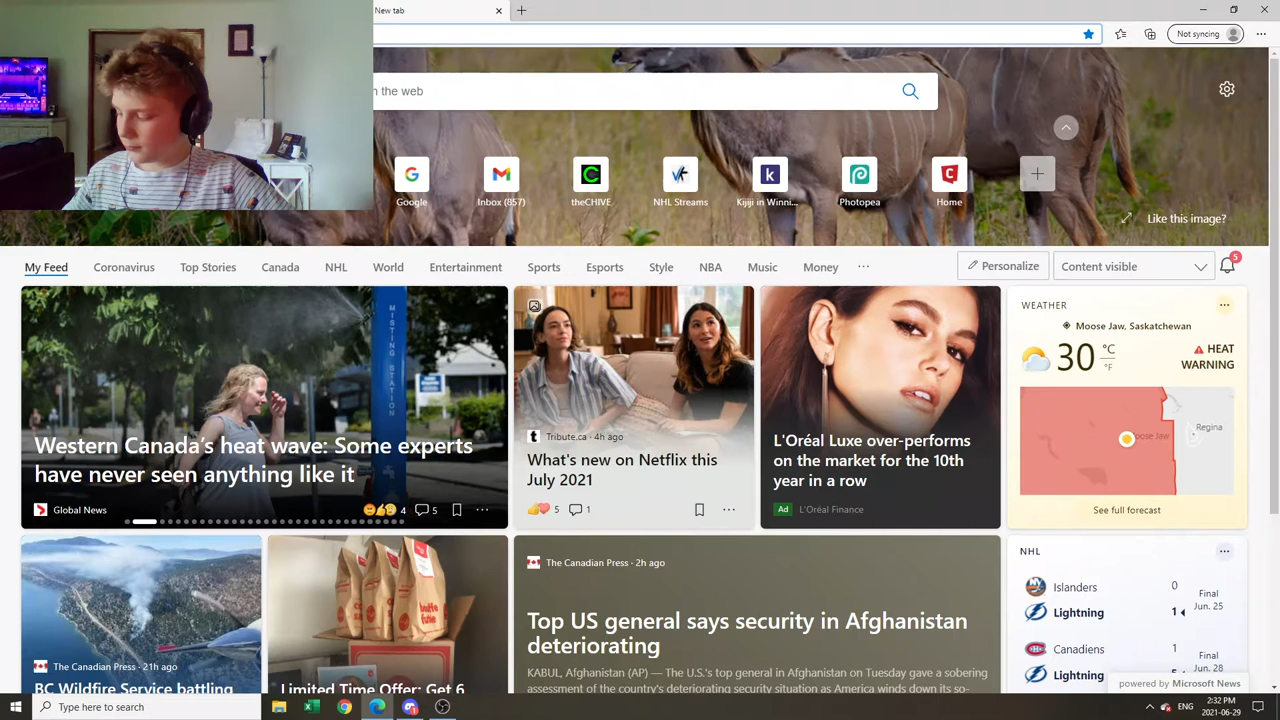 New tab
Not syncing
h the web
Google
Inbox (857)
theCHIVE
NHL Streams
Kijiji in Winni...
Photopea
Home
Like this image?
My Feed
Coronavirus
Top Stories
Canada
NHL
World
Entertainment
Sports
Esports
Style
NBA
Music
Money
Personalize
Content visible
5
MISTING STATION
Western Canada's heat wave: Some experts
have never seen anything like it
Global News
4
5
Tribute.ca · 4h ago
What's new on Netflix this
July 2021
5
1
L'Oréal Luxe over-performs
on the market for the 10th
year in a row
Ad L'Oréal Finance
WEATHER
Moose Jaw, Saskatchewan
30 °C
°F
HEAT
WARNING
Moose Jaw
Regina
See full forecast
The Canadian Press · 21h ago
BC Wildfire Service battling
Limited Time Offer: Get 6
The Canadian Press · 2h ago
Top US general says security in Afghanistan
deteriorating
KABUL, Afghanistan (AP) — The U.S.'s top general in Afghanistan on Tuesday gave a sobering
assessment of the country's deteriorating security situation as America winds down its so-
NHL
Islanders 0
Lightning 1
Final
Jun. 25
Canadiens 1
Lightning
Final
Jun. 28
powered by Microsoft News
Type here to search
ENG
2:32 PM
2021-06-29